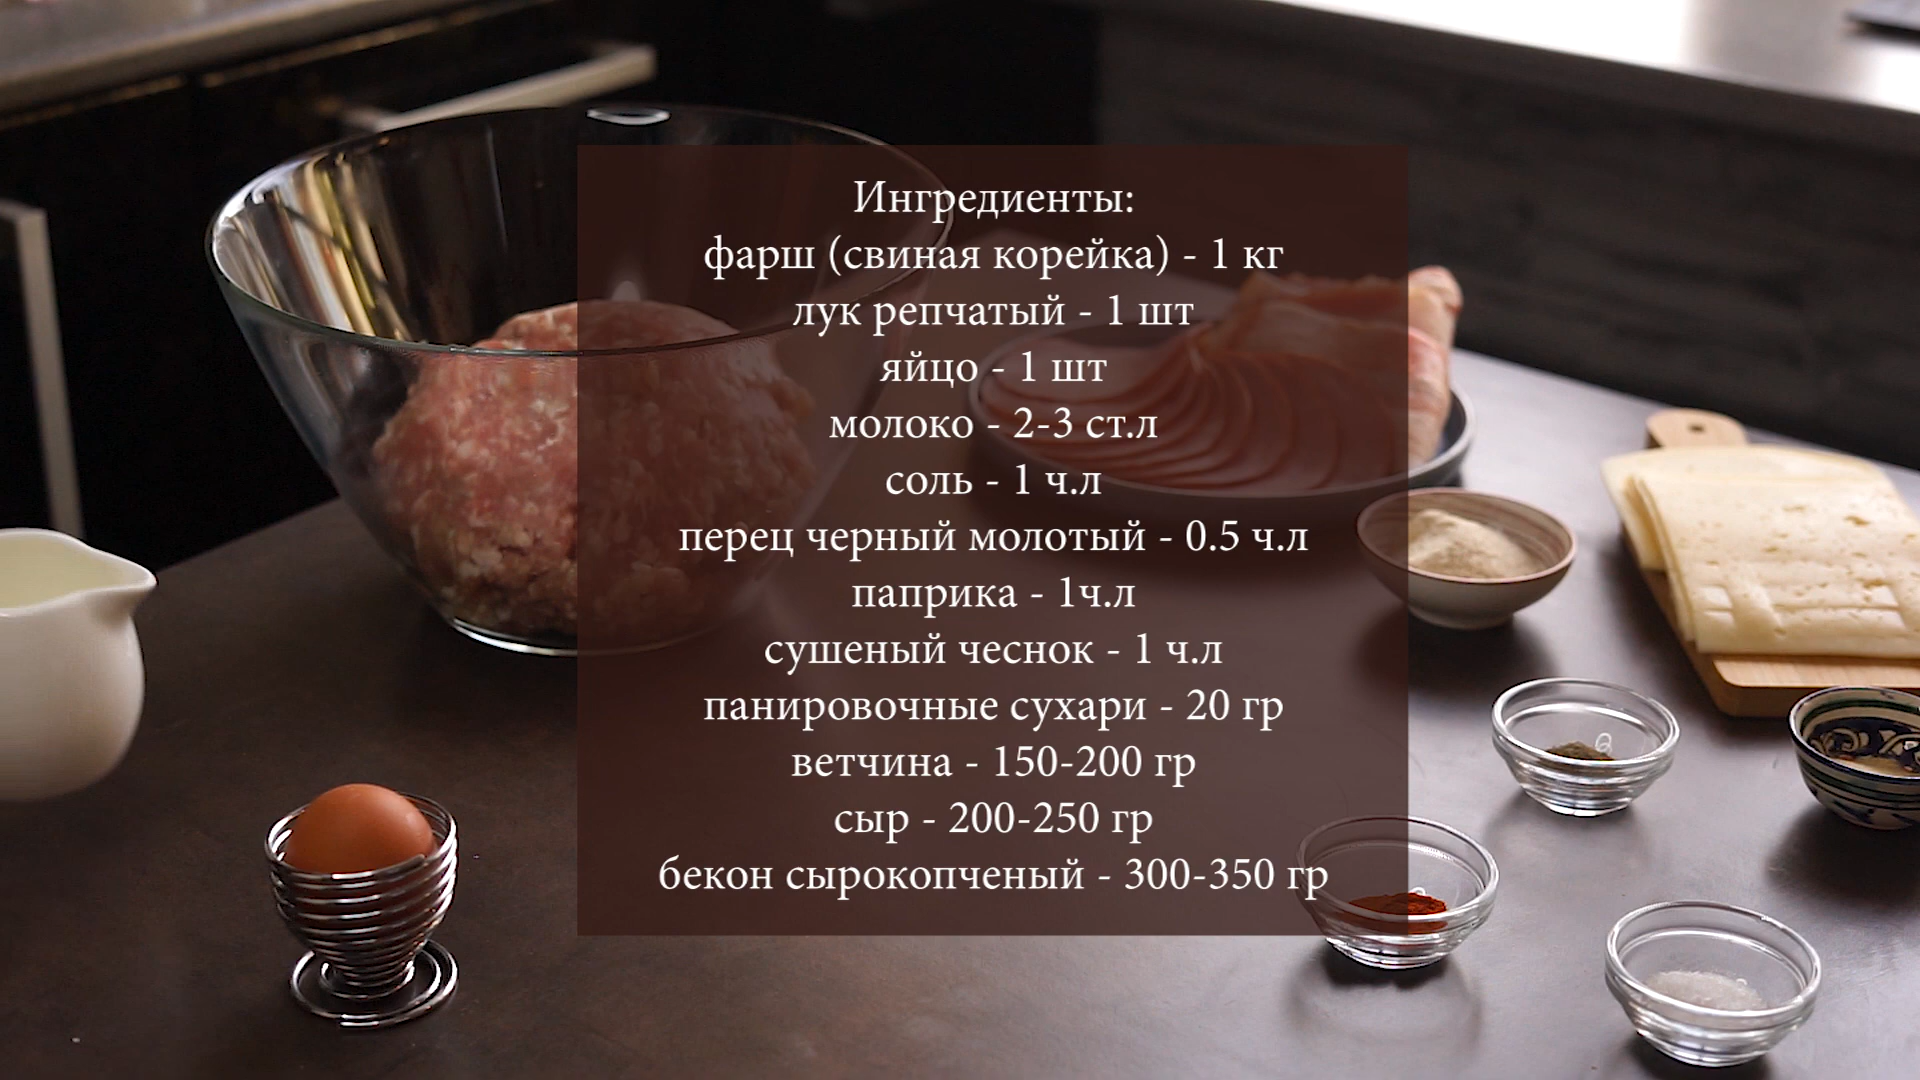 Ингредиенты:
фарш (свиная корейка) - 1 кг
лук репчатый - 1 шт
яйцо - 1 шт
молоко - 2-3 ст.л
соль - 1 ч.л
перец черный молотый - 0.5 ч.л
паприка - 1ч.л
сушеный чеснок - 1 ч.л
панировочные сухари - 20 гр
ветчина - 150-200 гр
сыр - 200-250 гр
бекон сырокопченый - 300-350 гр